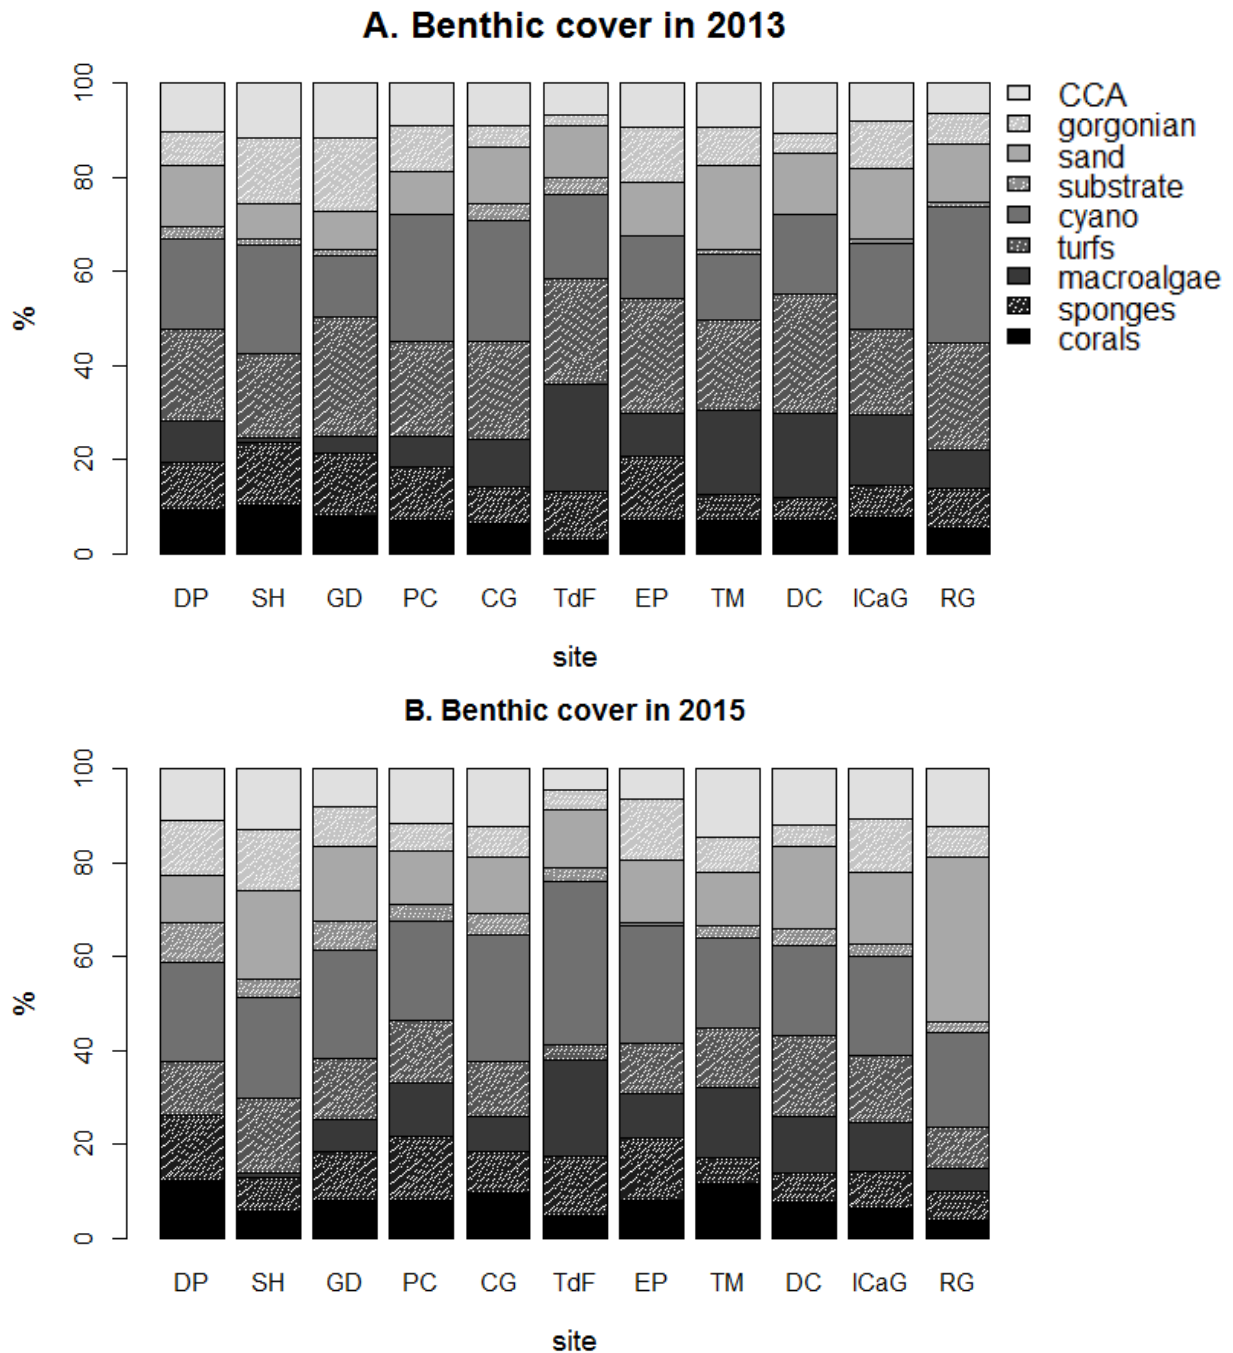 A. Benthic cover in 2013
100
80
60
40
20
0
%
CCA
gorgonian
sand
substrate
cyano
turfs
macroalgae
sponges
corals
DP SH GD PC CG TdF EP TM DC ICaG RG
site
B. Benthic cover in 2015
100
80
60
40
20
0
%
DP SH GD PC CG TdF EP TM DC ICaG RG
site